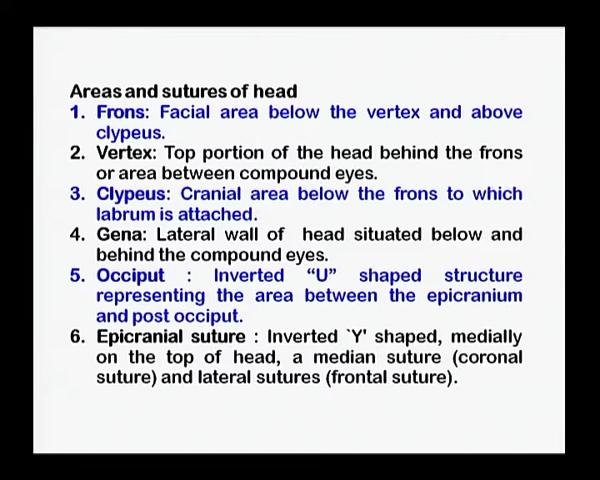 Areas and sutures of head
1. Frons: Facial area below the vertex and above
clypeus.
2. Vertex: Top portion of the head behind the frons
or area between compound eyes.
3. Clypeus: Cranial area below the frons to which
labrum is attached.
4. Gena: Lateral wall of head situated below and
behind the compound eyes.
5. Occiput : Inverted “U” shaped structure
representing the area between the epicranium
and post occiput.
6. Epicranial suture : Inverted `Y' shaped, medially
on the top of head, a median suture (coronal
suture) and lateral sutures (frontal suture).